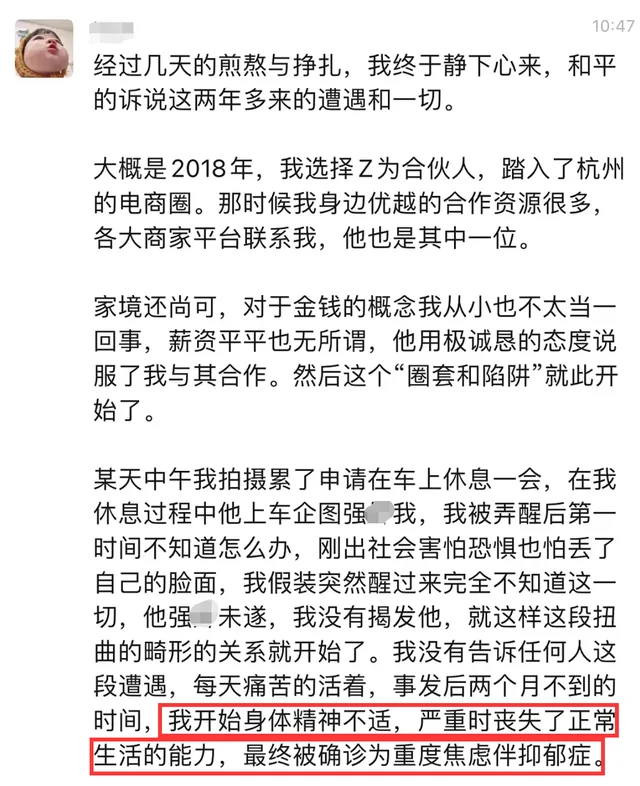 10:47
经过几天的煎熬与挣扎，我终于静下心来，和平
的诉说这两年多来的遭遇和一切。
大概是2018年，我选择Z为合伙人，踏入了杭州
的电商圈。那时候我身边优越的合作资源很多，
各大商家平台联系我，他也是其中一位。
家境还尚可，对于金钱的概念我从小也不太当一
回事，薪资平平也无所谓，他用极诚恳的态度说
服了我与其合作。然后这个“圈套和陷阱”就此开
始了。
某天中午我拍摄累了申请在车上休息一会，在我
休息过程中他上车企图强我，我被弄醒后第一
时间不知道怎么办，刚出社会害怕恐惧也怕丢了
自己的脸面，我假装突然醒过来完全不知道这一
切，他强未遂，我没有揭发他，就这样这段扭
曲的畸形的关系就开始了。我没有告诉任何人这
段遭遇，每天痛苦的活着，事发后两个月不到的
时间，我开始身体精神不适，严重时丧失了正常
生活的能力，最终被确诊为重度焦虑伴抑郁症。